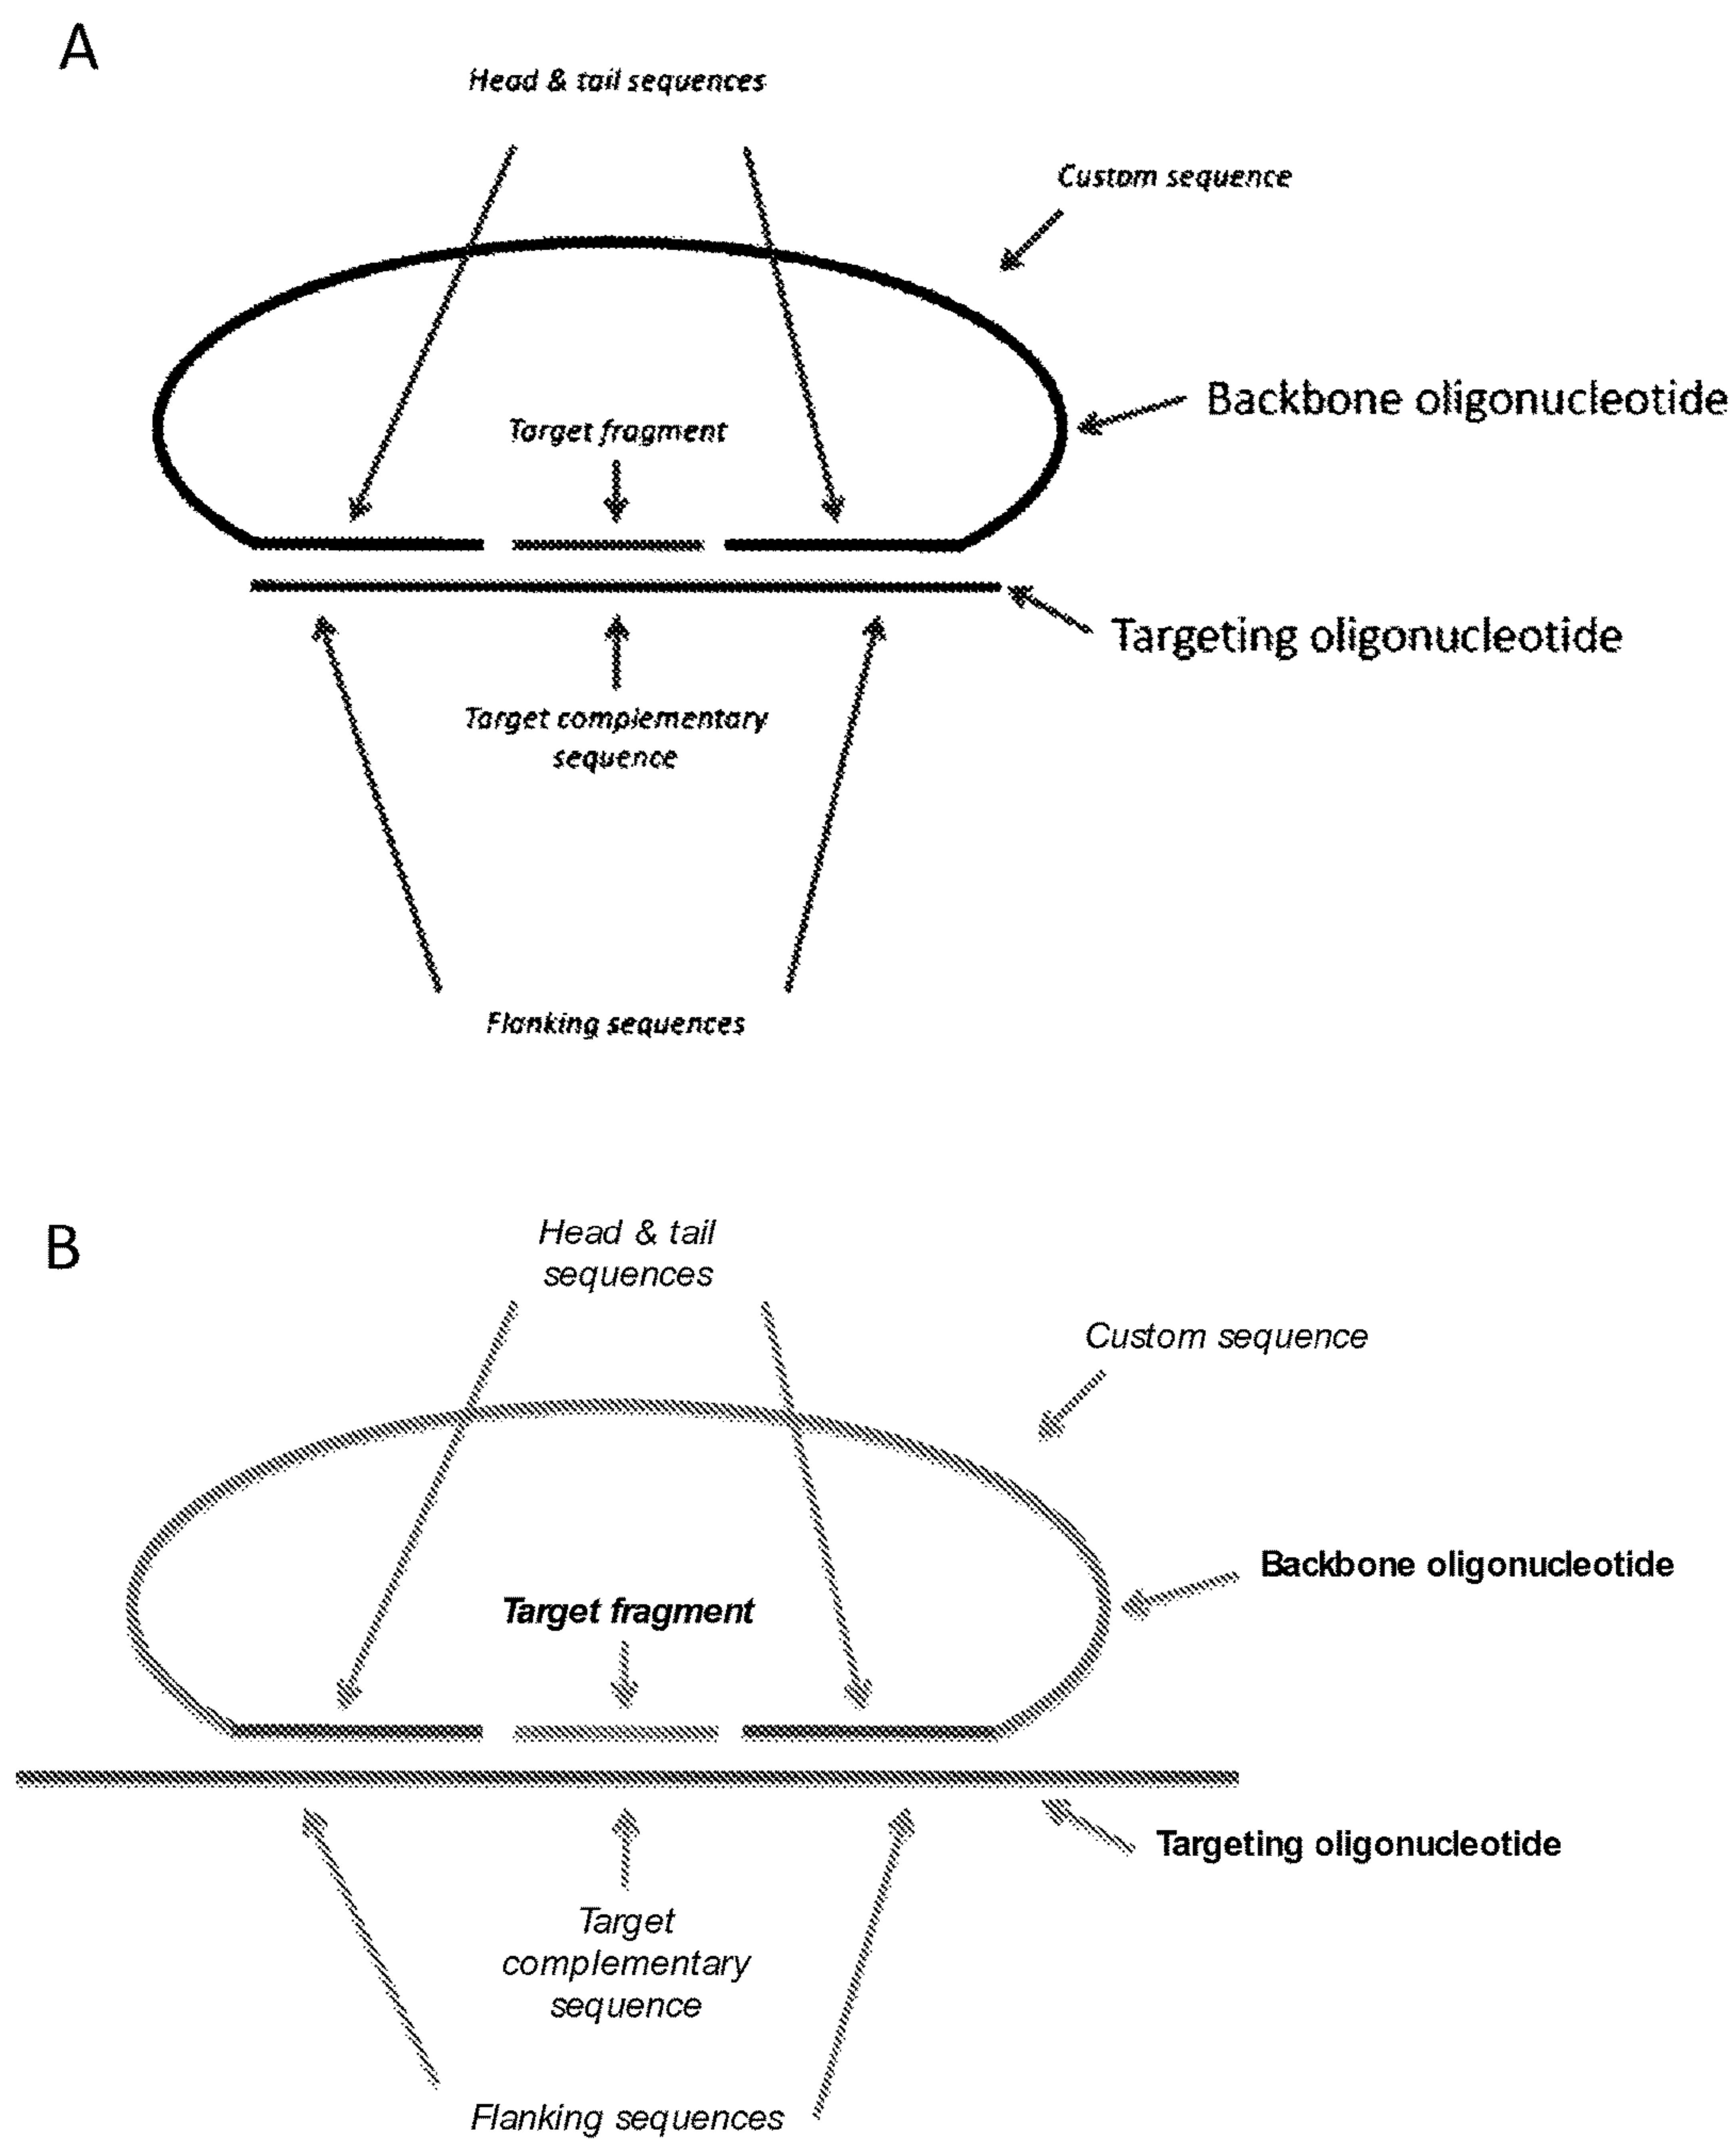 A
Head & tail sequences
Custom sequence
Backbone oligonucleotide
Target fragment
Targeting oligonucleotide
Target complementary
sequence
Flanking sequences
B
Head & tail
sequences
Custom sequence
Backbone oligonucleotide
Target fragment
Targeting oligonucleotide
Target
complementary
sequence
Flanking sequences